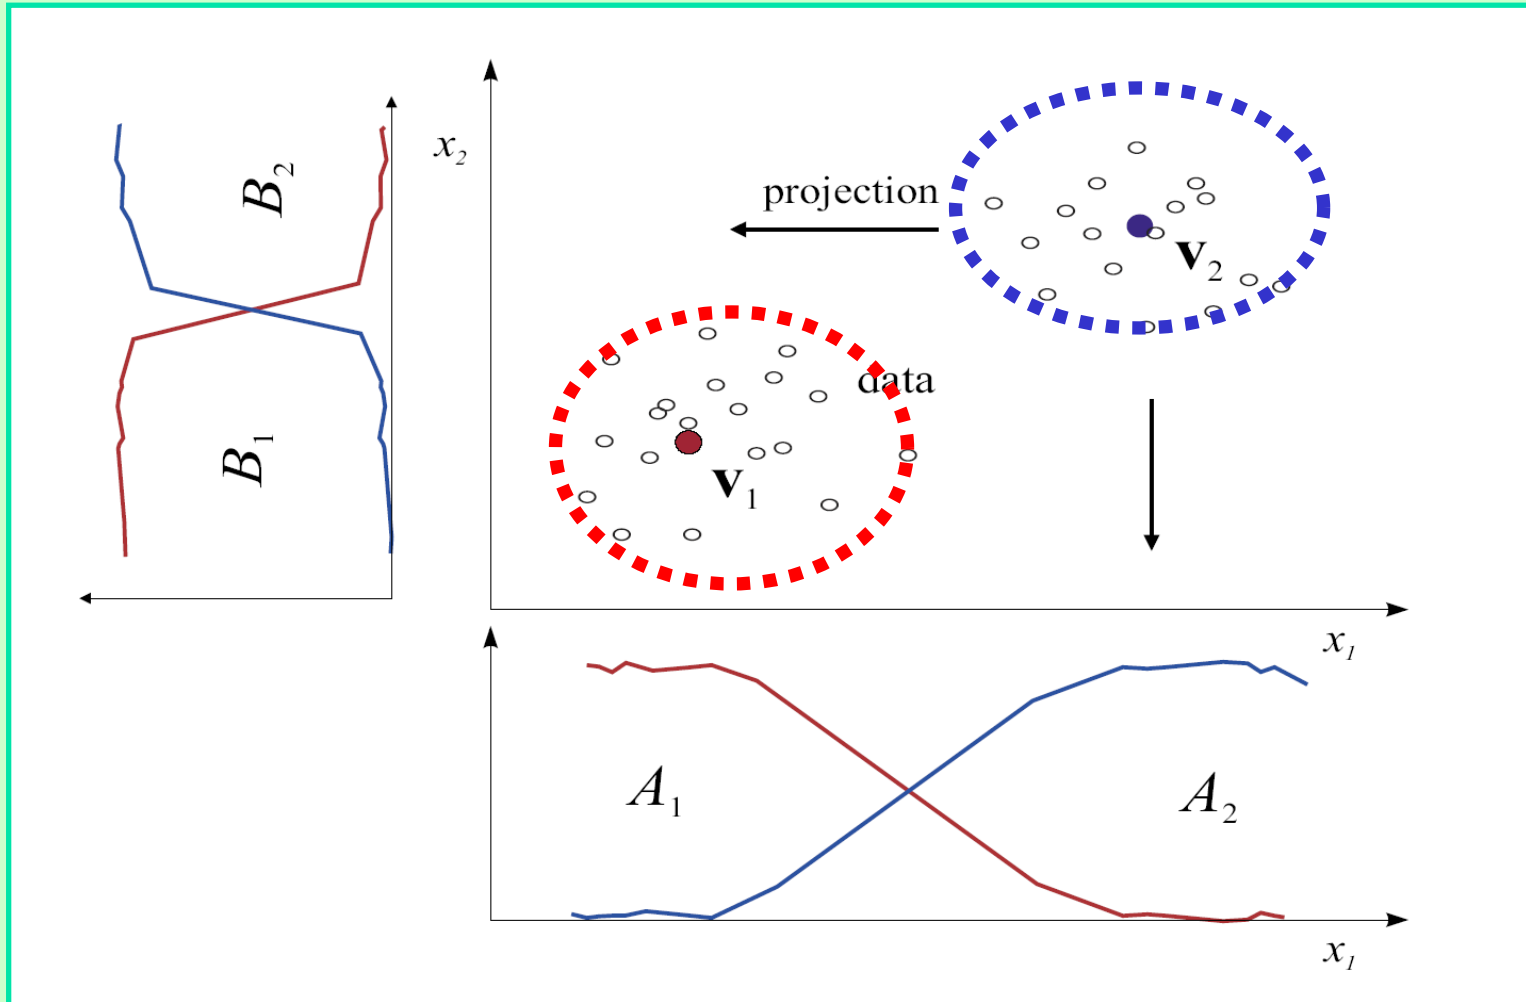 x₂
B₂
projection
v₂
data
B₁
v₁
x₁
A₁
A₂
x₁